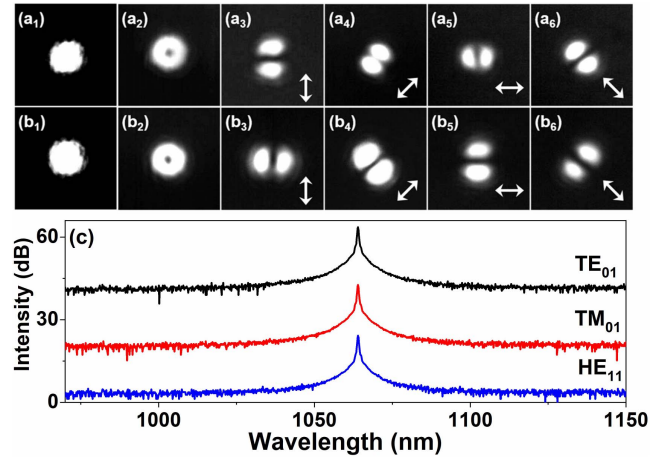 (a₁) (a₂) (a₃) (a₄) (a₅) (a₆)
(b₁) (b₂) (b₃) (b₄) (b₅) (b₆)
(c)
60
30
0
Intensity (dB)
TE₀₁
TM₀₁
HE₁₁
1000 1050 1100 1150
Wavelength (nm)